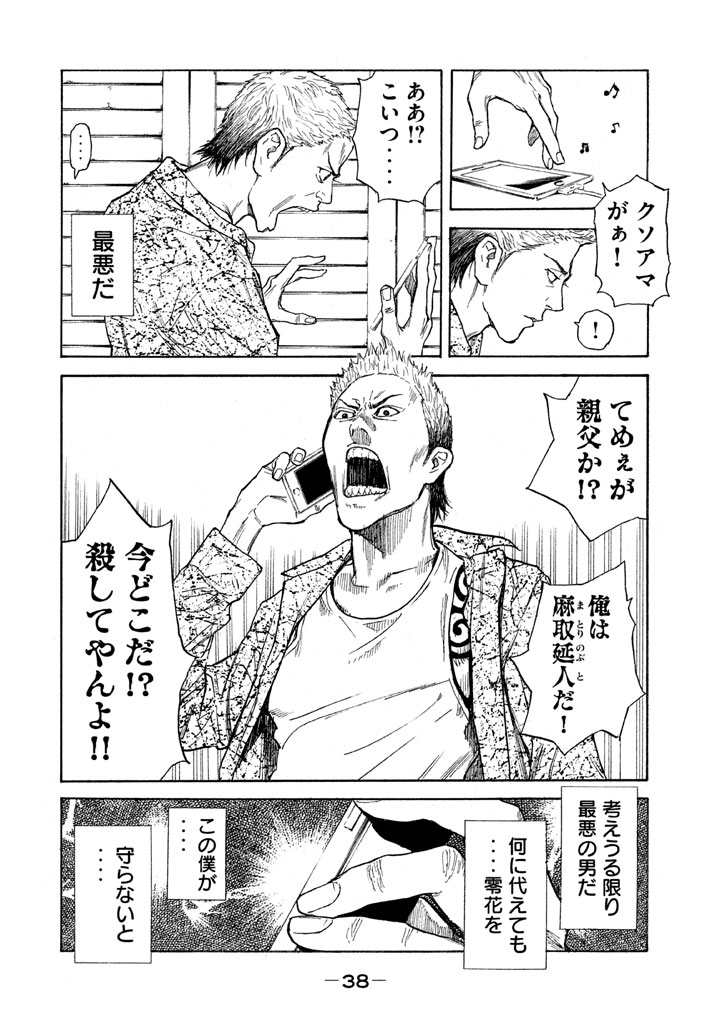 クソアマ
がぁ！
！
ああ!?
こいつ・・・・
・・・・
最悪だ
てめぇが
親父か!?
俺は
麻取延人だ！
まとりのぶと
今どこだ!?
殺してやんよ!!
考えうる限り
最悪の男だ
何に代えても
・・・・零花を
この僕が
・・・・
守らないと
・・・・
－38－